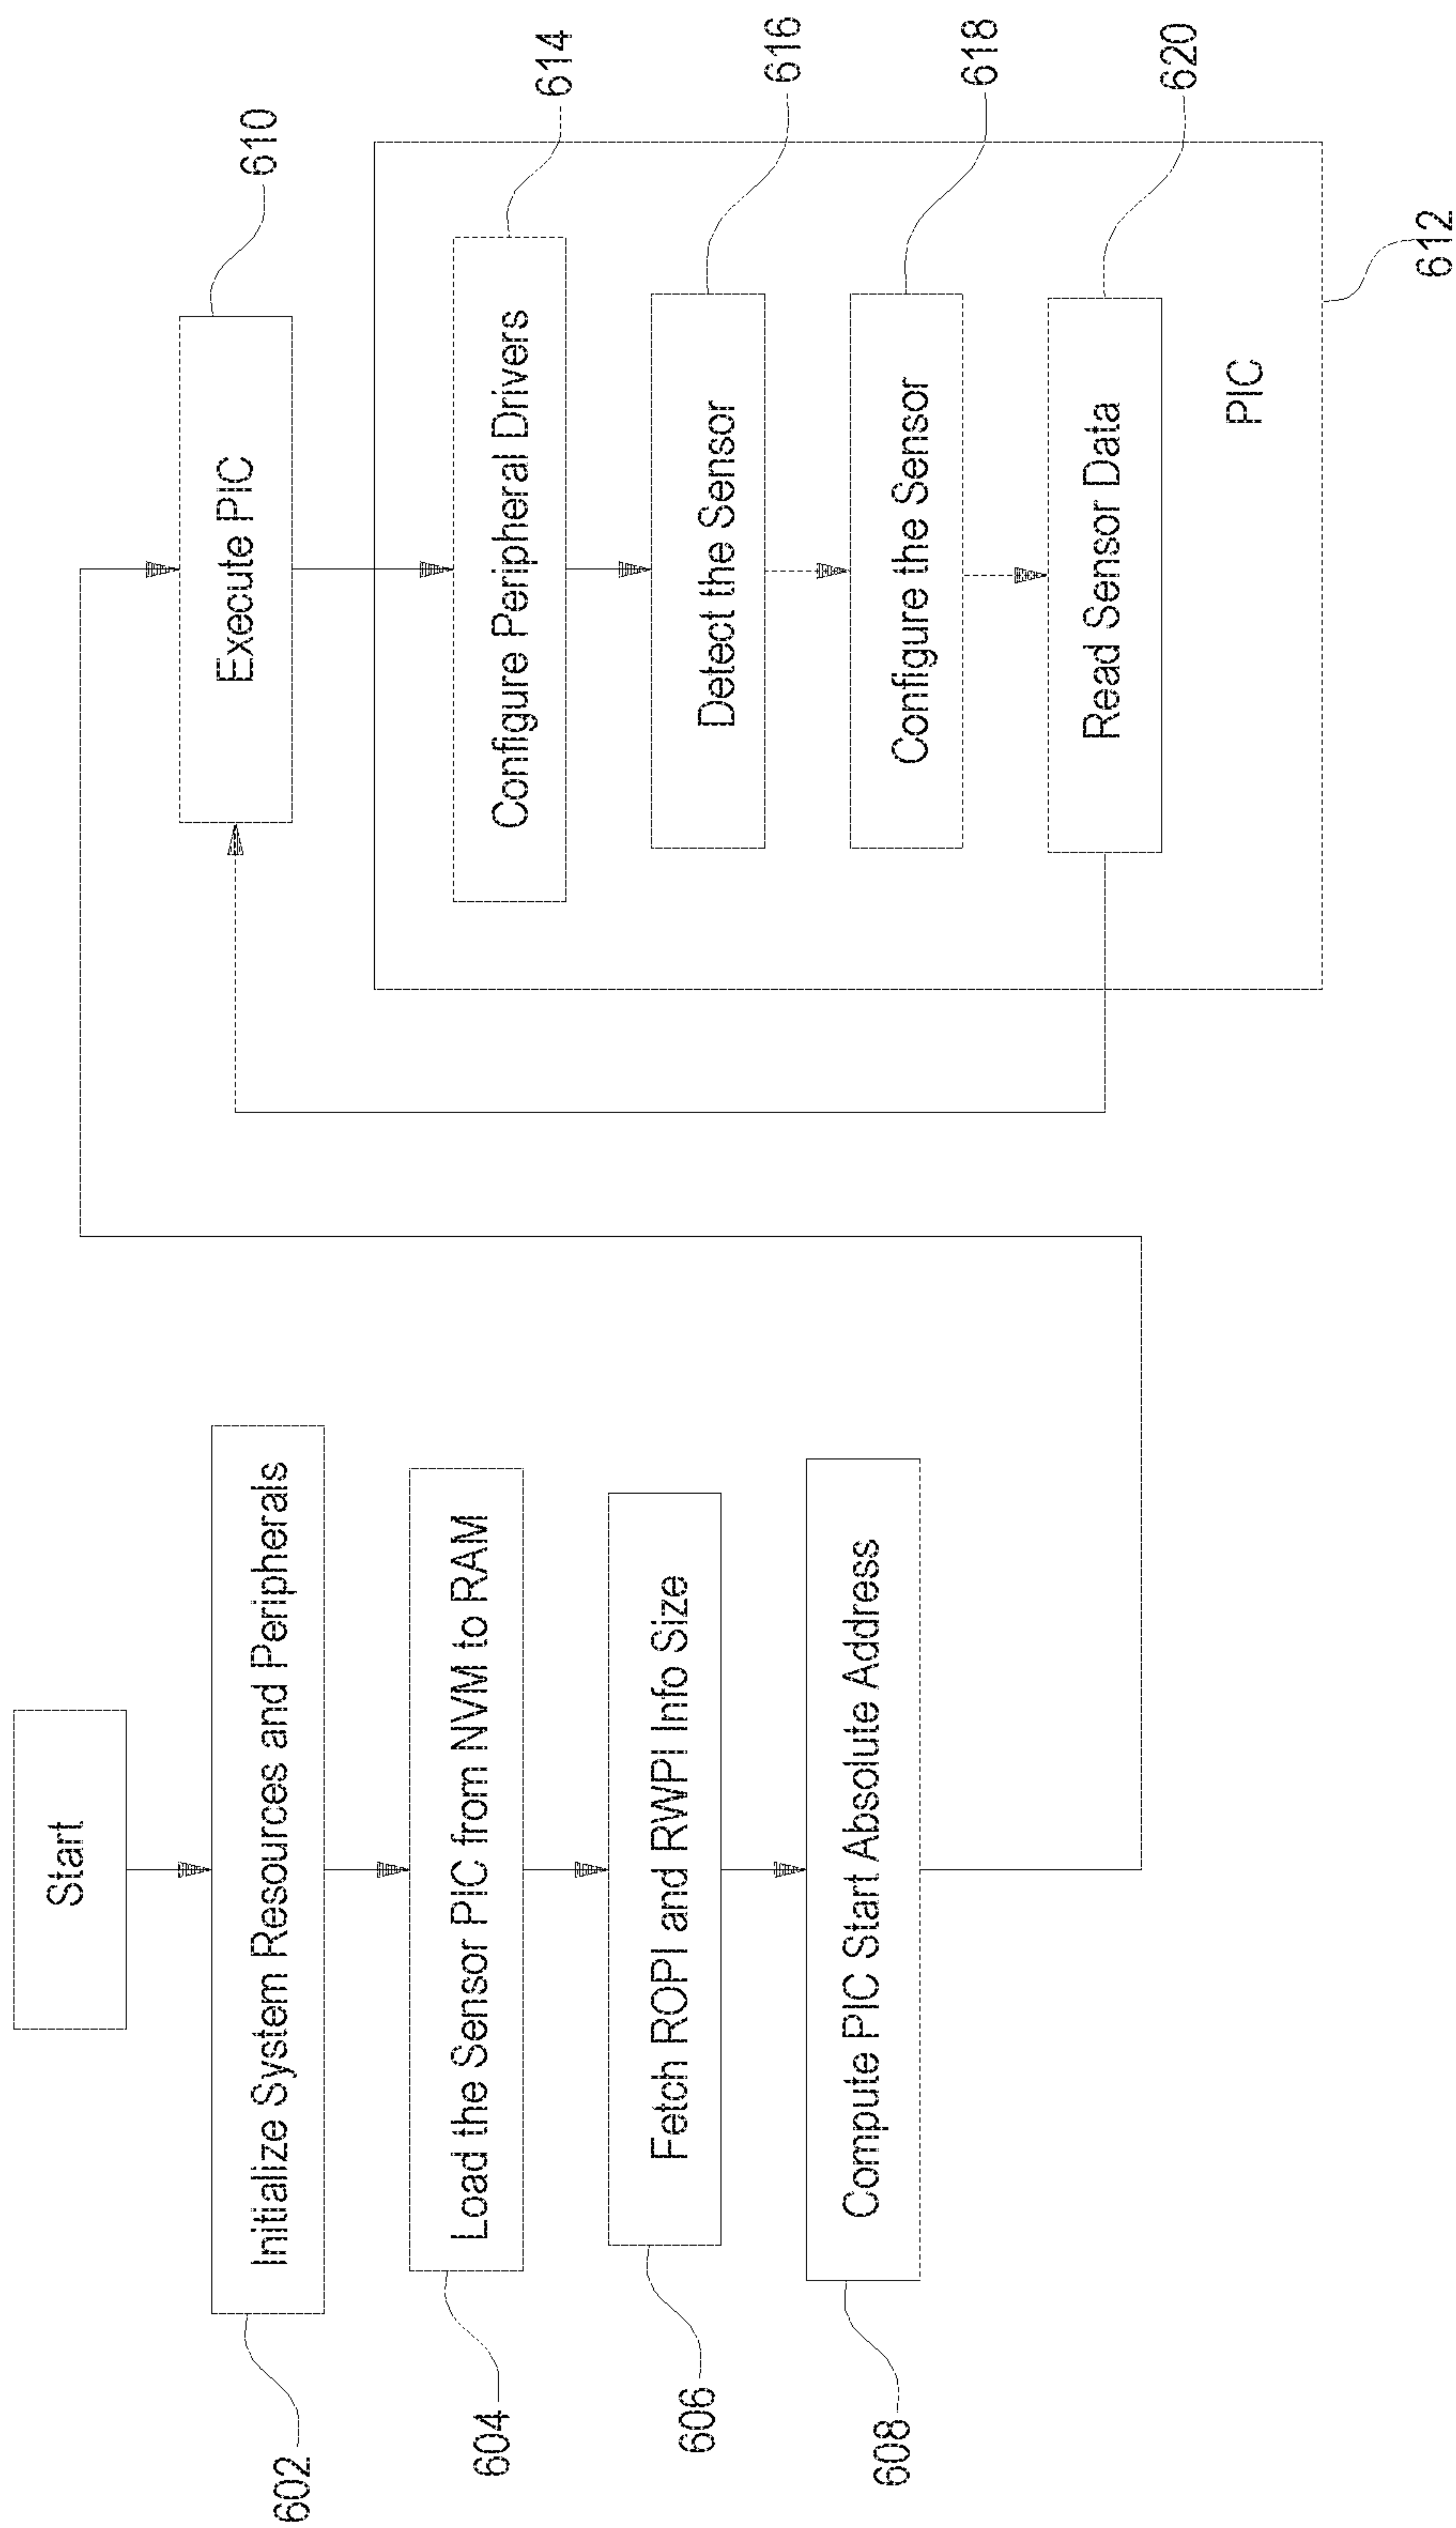 Start
Initialize System Resources and Peripherals
602
Load the Sensor PIC from NVM to RAM
604
Fetch ROPI and RWPI Info Size
606
Compute PIC Start Absolute Address
608
Execute PIC
610
Configure Peripheral Drivers
614
Detect the Sensor
616
Configure the Sensor
618
Read Sensor Data
620
PIC
612